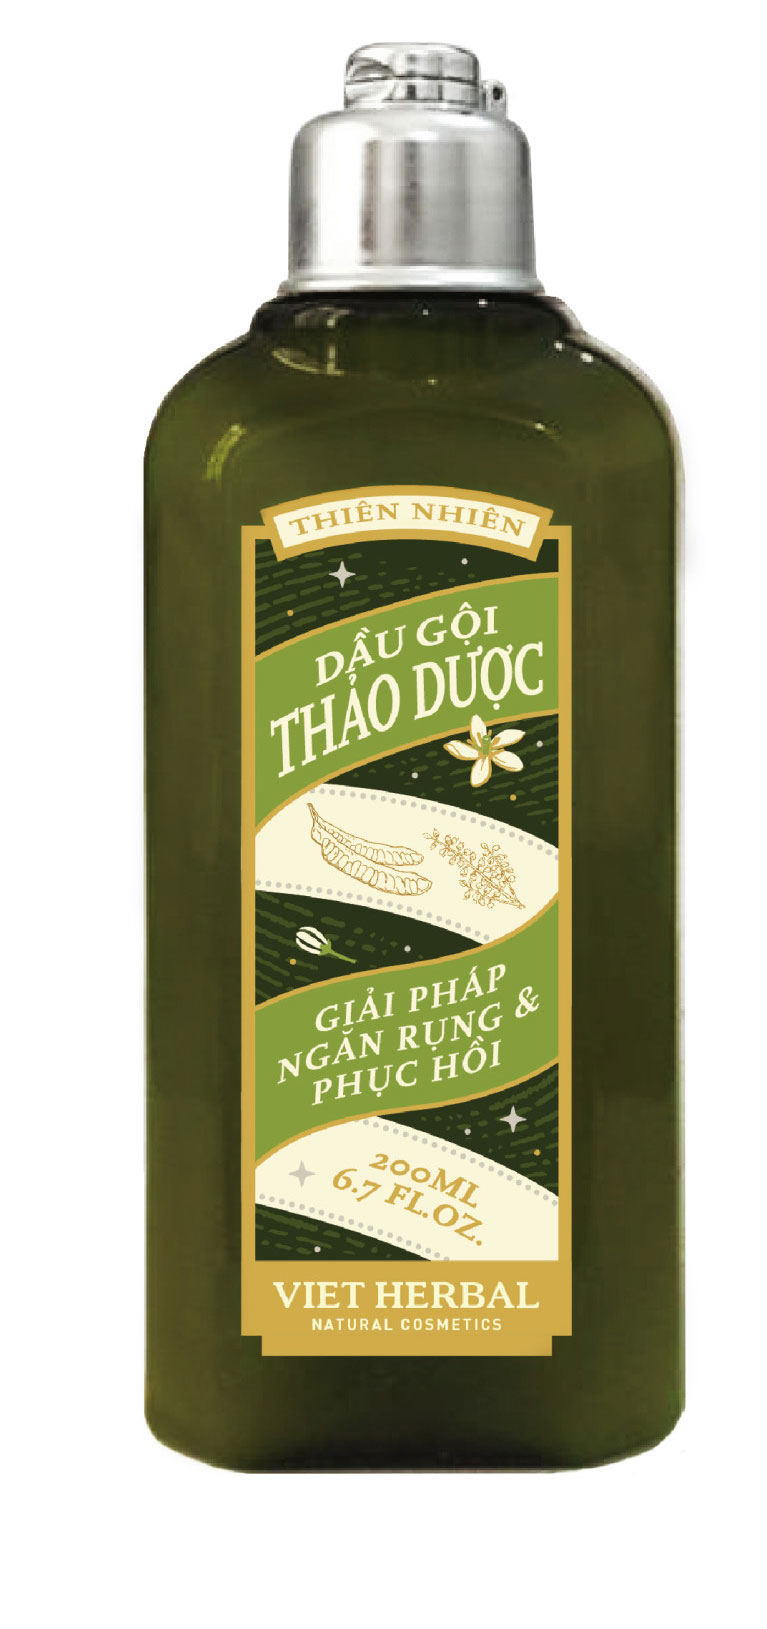 THIÊN NHIÊN
DẦU GỘI
THẢO DƯỢC
GIẢI PHÁP
NGĂN RỤNG &
PHỤC HỒI
200ML
6.7 FL.OZ.
VIET HERBAL
NATURAL COSMETICS